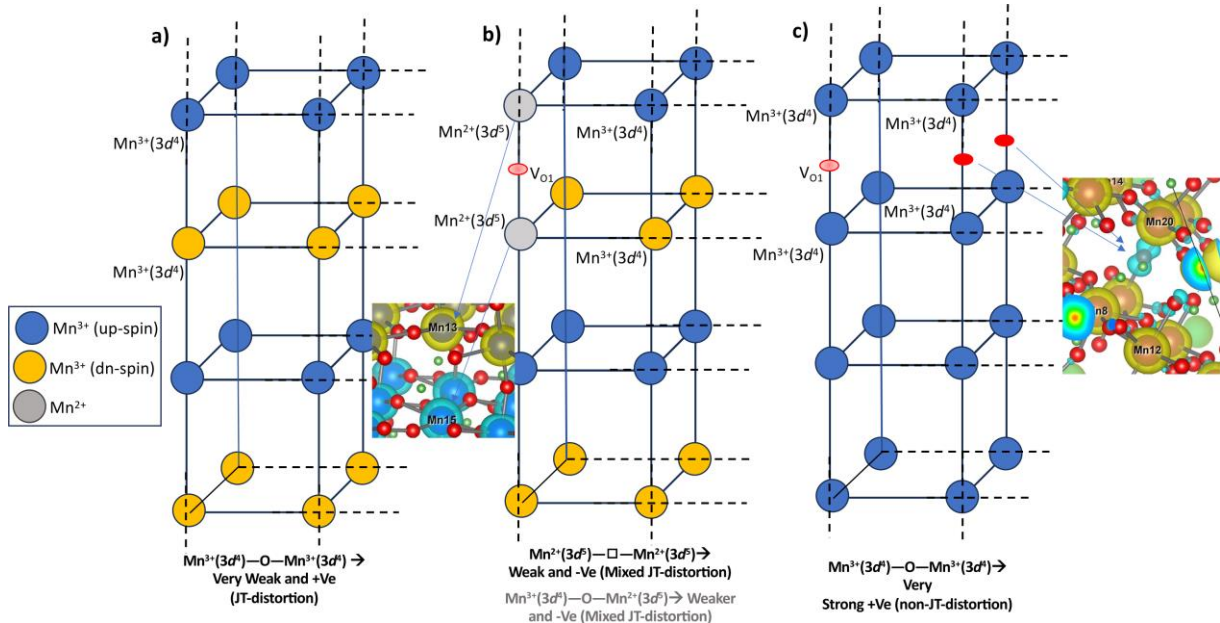 a)
Mn³⁺(3d⁴)
Mn³⁺(3d⁴)
Mn³⁺ (up-spin)
Mn³⁺ (dn-spin)
Mn²⁺
Mn³⁺(3d⁴)—O—Mn³⁺(3d⁴) →
Very Weak and +Ve
(JT-distortion)
b)
Mn²⁺(3d⁵)
Mn³⁺(3d⁴)
V_O1
Mn²⁺(3d⁵)
Mn³⁺(3d⁴)
Mn13
Mn15
Mn²⁺(3d⁵)—□—Mn²⁺(3d⁵)→
Weak and -Ve (Mixed JT-distortion)
Mn³⁺(3d⁴)—O—Mn²⁺(3d⁵)→ Weaker
and -Ve (Mixed JT-distortion)
c)
Mn³⁺(3d⁴)
Mn³⁺(3d⁴)
V_O1
Mn³⁺(3d⁴)
Mn³⁺(3d⁴)
Mn20
Mn12
Mn³⁺(3d⁴)—O—Mn³⁺(3d⁴)→
Very
Strong +Ve (non-JT-distortion)